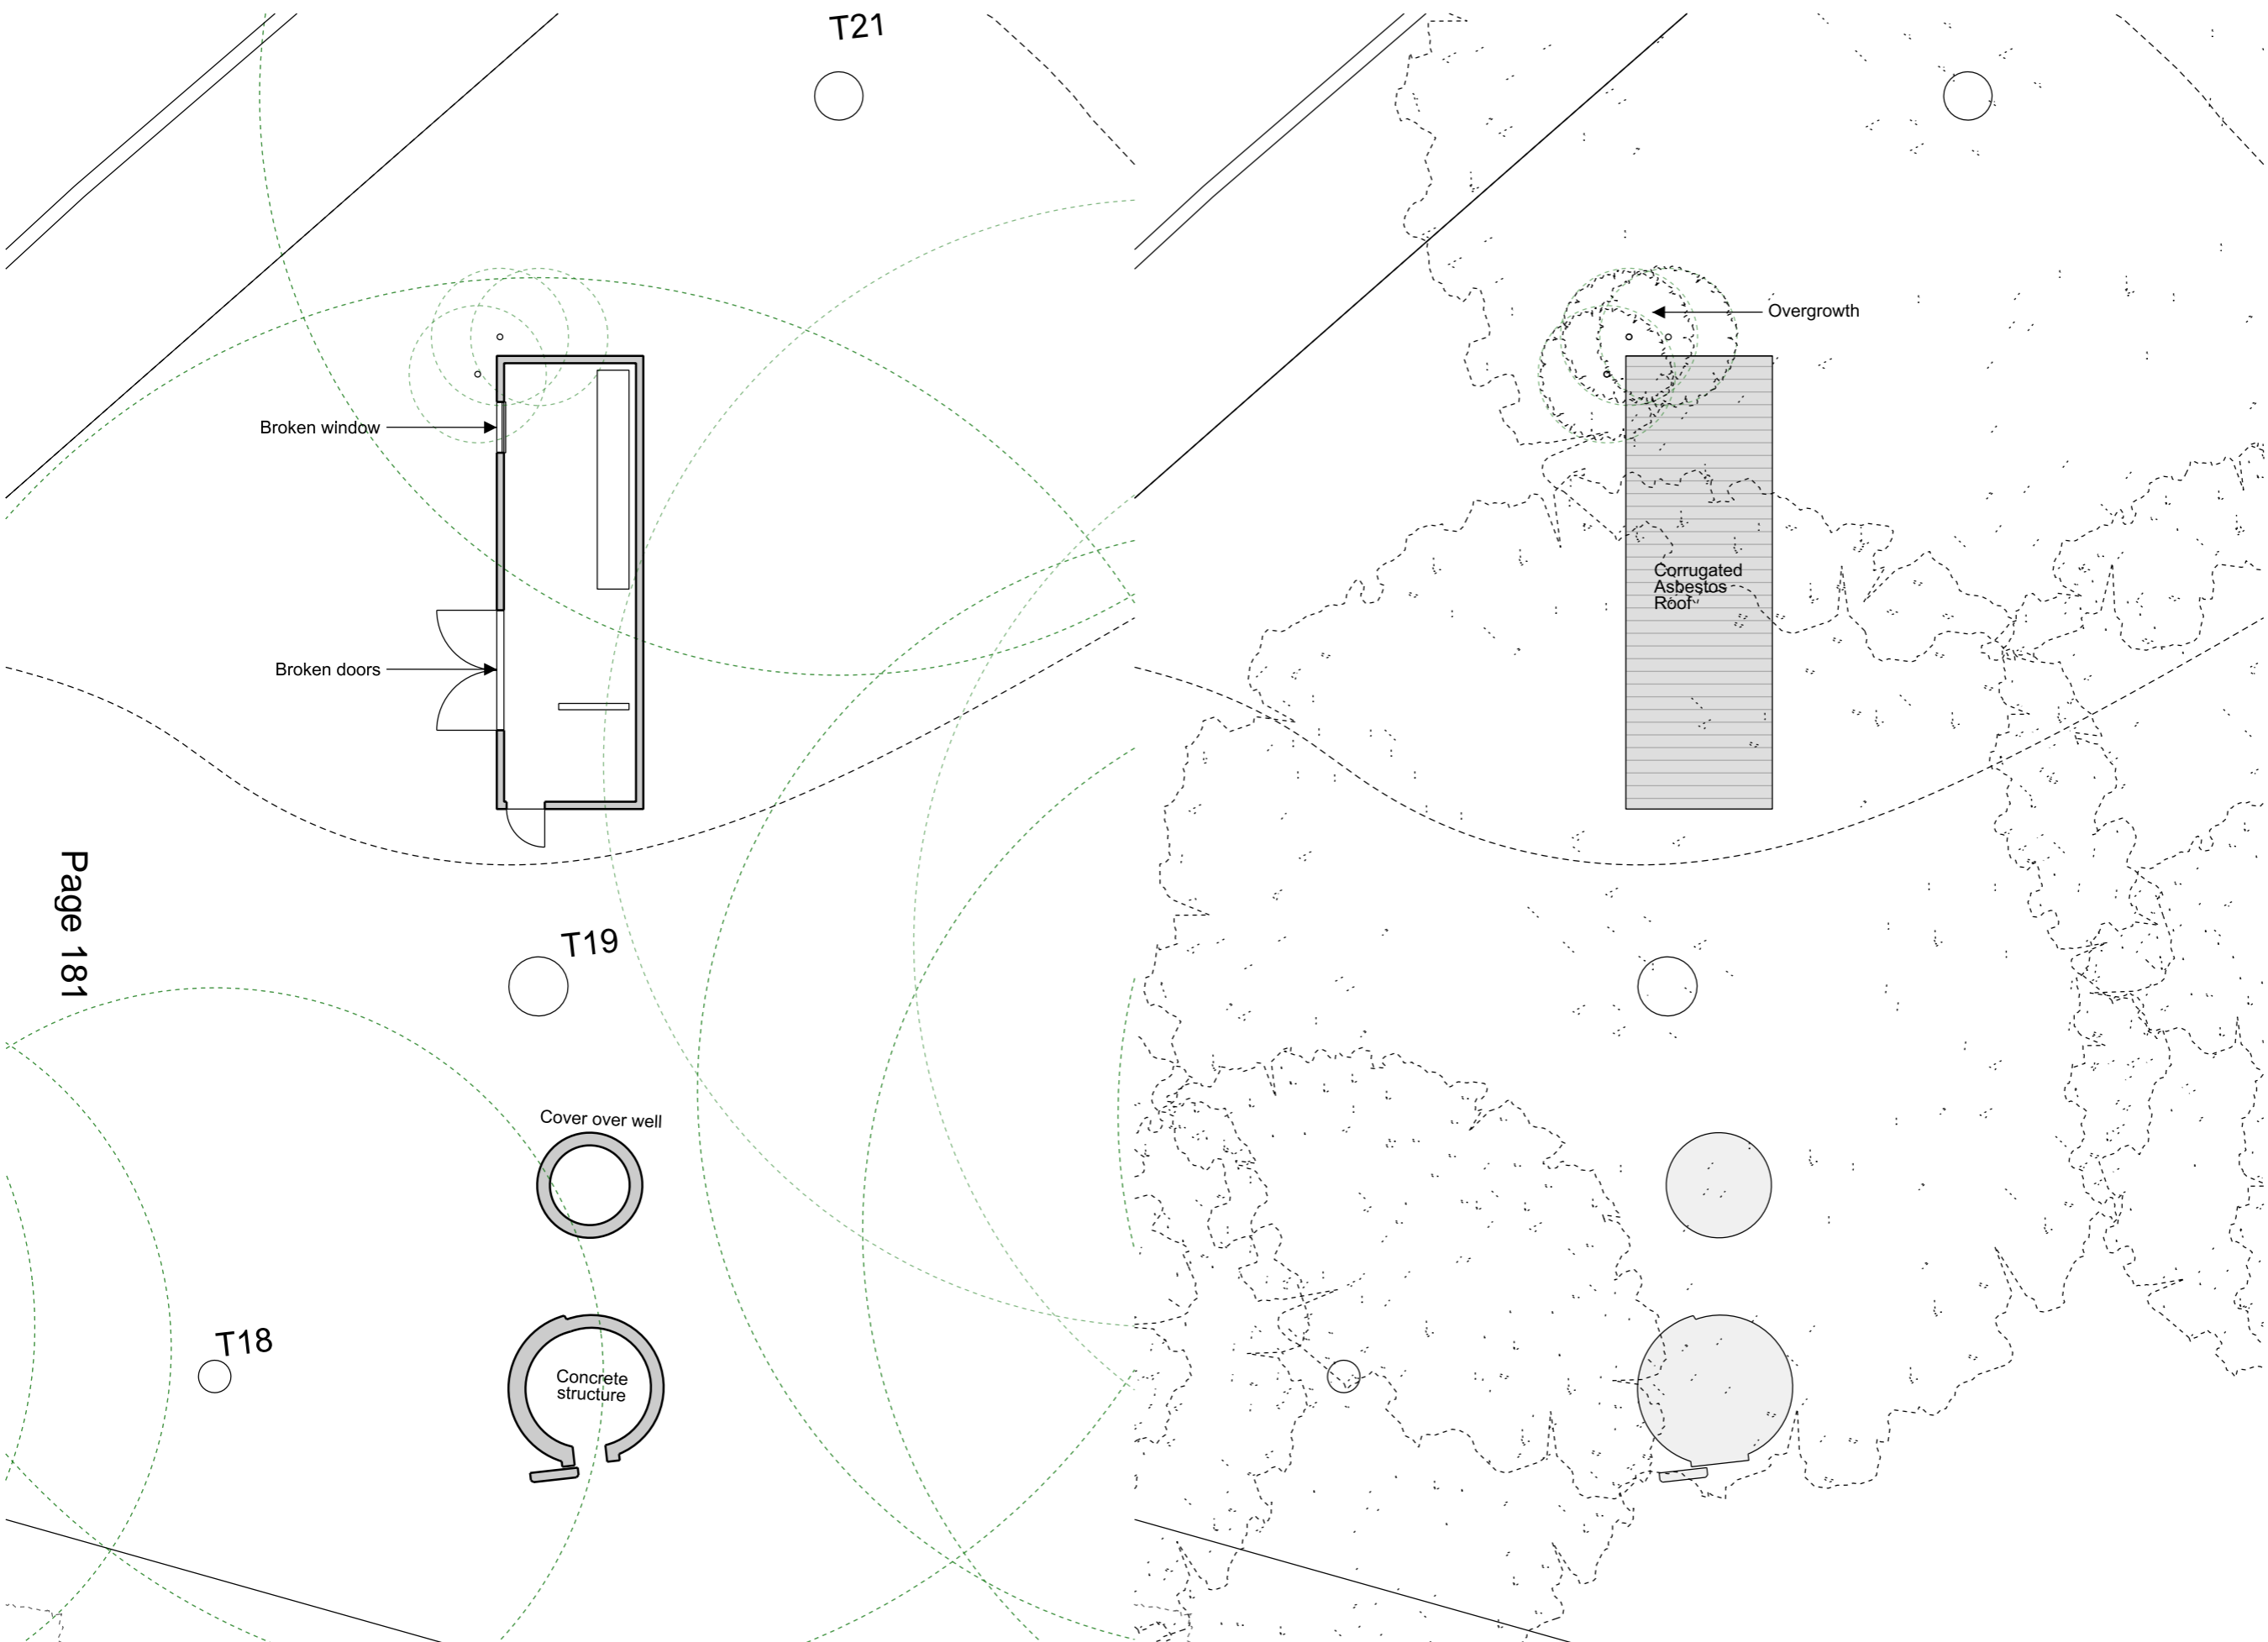 T21
Overgrowth
Broken window
Corrugated
Asbestos
Roof
Broken doors
Page 181
T19
Cover over well
T18
Concrete
structure